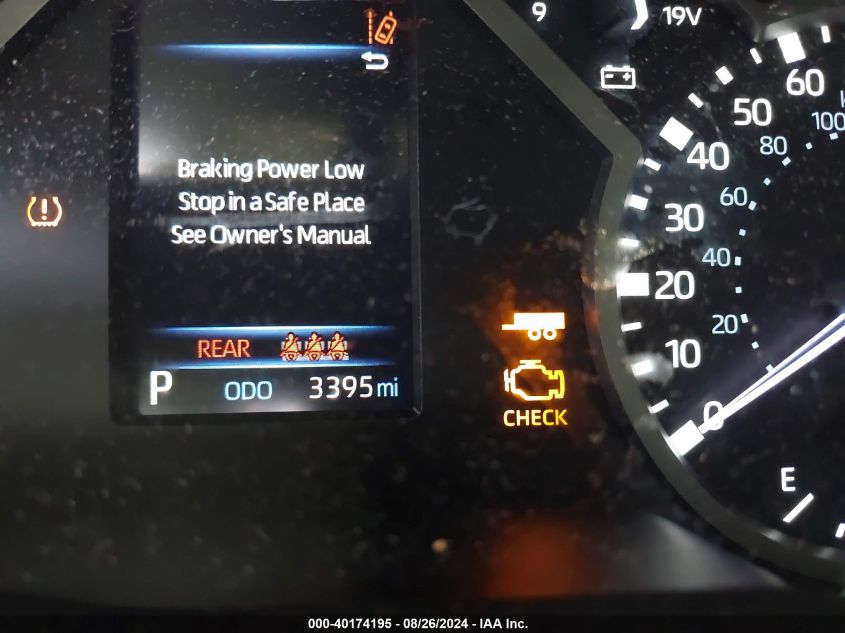 9
19V
60
50
100
80
40
Braking Power Low
Stop in a Safe Place
See Owner's Manual
60
30
40
20
20
10
REAR
P ODO 3395 mi
CHECK
0
E
000-40174195 - 08/26/2024 - IAA Inc.